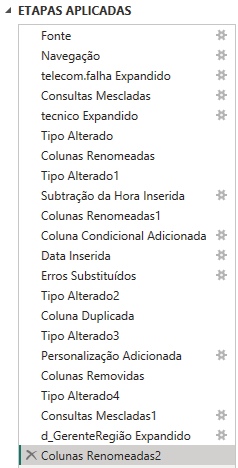 ETAPAS APLICADAS
Fonte
Navegação
telecom.falha Expandido
Consultas Mescladas
tecnico Expandido
Tipo Alterado
Colunas Renomeadas
Tipo Alterado1
Subtração da Hora Inserida
Colunas Renomeadas1
Coluna Condicional Adicionada
Data Inserida
Erros Substituídos
Tipo Alterado2
Coluna Duplicada
Tipo Alterado3
Personalização Adicionada
Colunas Removidas
Tipo Alterado4
Consultas Mescladas1
d_GerenteRegião Expandido
Colunas Renomeadas2